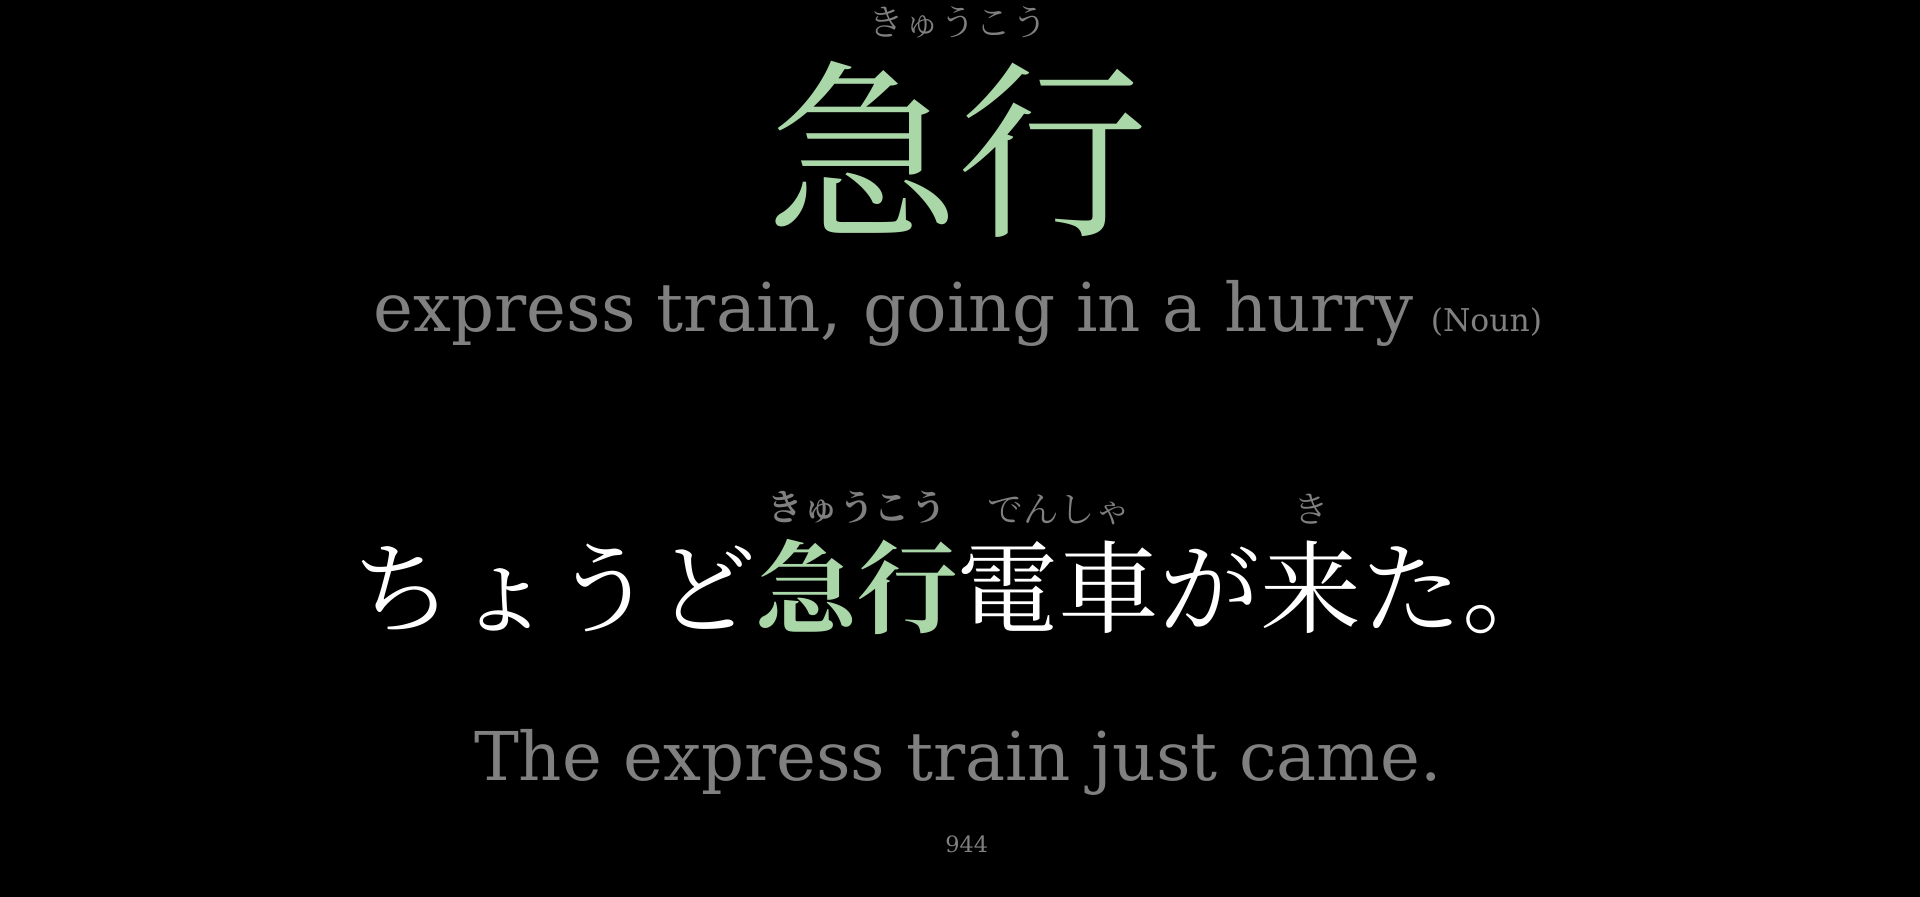 きゅうこう
急行
express train, going in a hurry (Noun)
きゅうこう でんしゃ き
ちょうど急行電車が来た。
The express train just came.
944